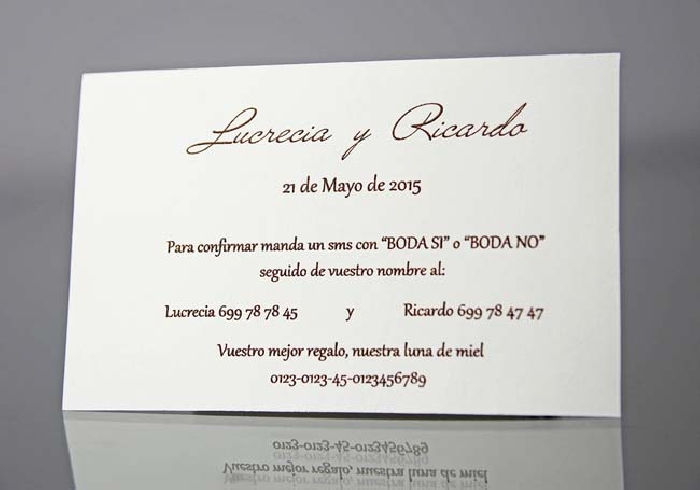 Lucrecia y Ricardo
21 de Mayo de 2015
Para confirmar manda un sms con “BODA SI” o “BODA NO”
seguido de vuestro nombre al:
Lucrecia 699 78 78 45 y Ricardo 699 78 47 47
Vuestro mejor regalo, nuestra luna de miel
0123-0123-45-0123456789